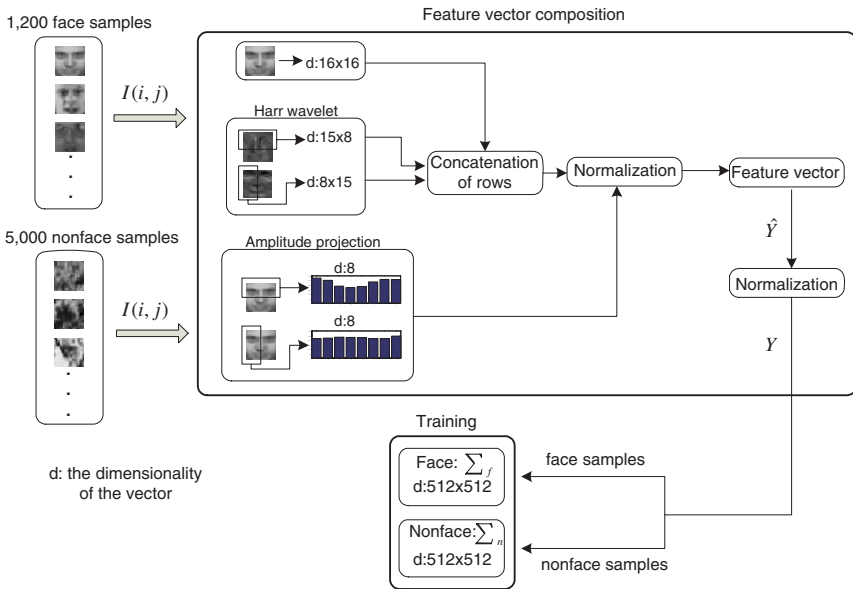 Feature vector composition
1,200 face samples
I(i, j)
d:16x16
Harr wavelet
d:15x8
d:8x15
Concatenation
of rows
Normalization
Feature vector
Ŷ
Normalization
Y
5,000 nonface samples
I(i, j)
Amplitude projection
d:8
d:8
Training
Face: ∑f
d:512x512
Nonface:∑n
d:512x512
face samples
nonface samples
d: the dimensionality
of the vector